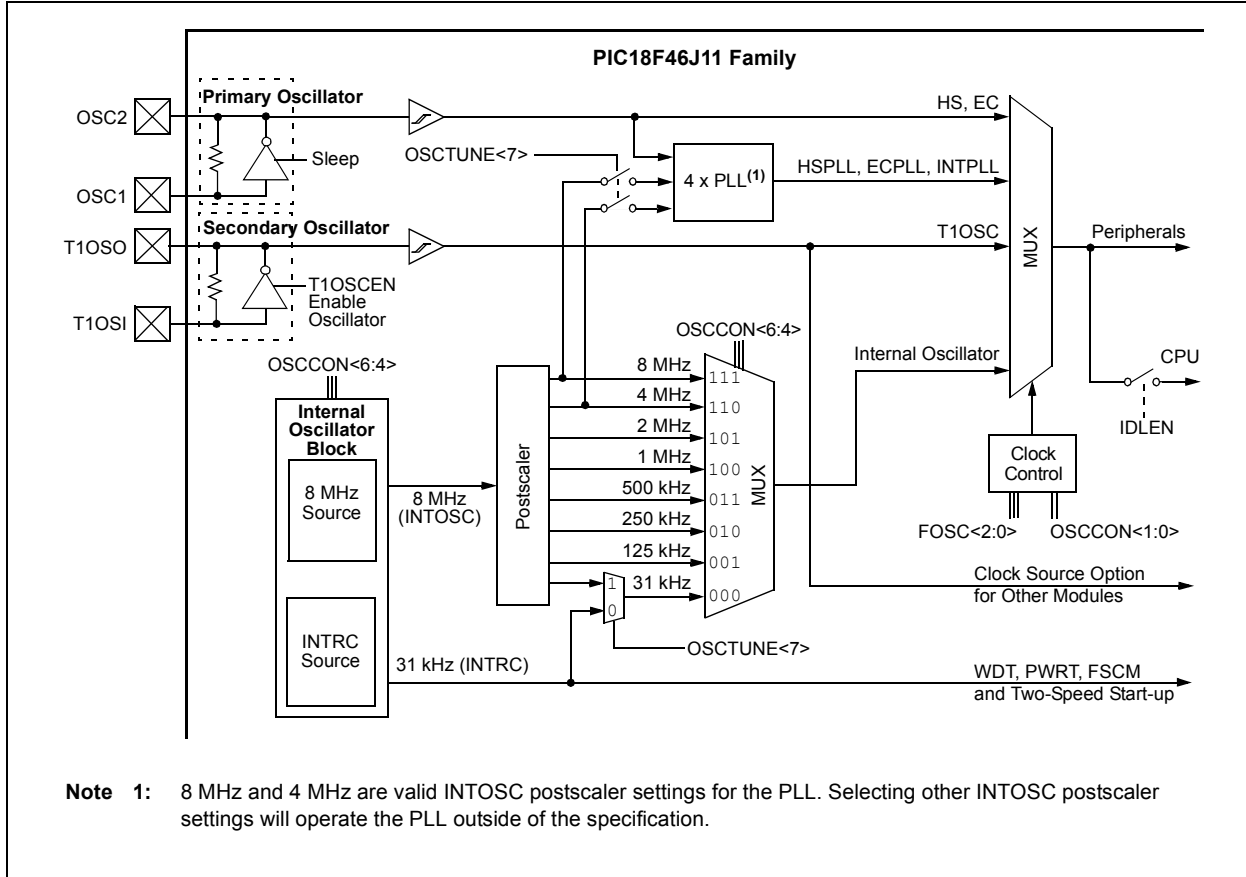 PIC18F46J11 Family
Primary Oscillator
OSC2
HS, EC
OSCTUNE<7>
Sleep
4 x PLL(1)
HSPLL, ECPLL, INTPLL
OSC1
Secondary Oscillator
T1OSO
T1OSC
Peripherals
MUX
T1OSCEN
Enable
Oscillator
T1OSI
OSCCON<6:4>
OSCCON<6:4>
Internal Oscillator
CPU
IDLEN
Internal
Oscillator
Block
8 MHz
Source
8 MHz
(INTOSC)
Postscaler
8 MHz
111
4 MHz
110
2 MHz
101
1 MHz
100
500 kHz
011
250 kHz
010
125 kHz
001
1
31 kHz
000
0
MUX
Clock
Control
FOSC<2:0>
OSCCON<1:0>
Clock Source Option
for Other Modules
OSCTUNE<7>
INTRC
Source
31 kHz (INTRC)
WDT, PWRT, FSCM
and Two-Speed Start-up
Note 1: 8 MHz and 4 MHz are valid INTOSC postscaler settings for the PLL. Selecting other INTOSC postscaler
settings will operate the PLL outside of the specification.